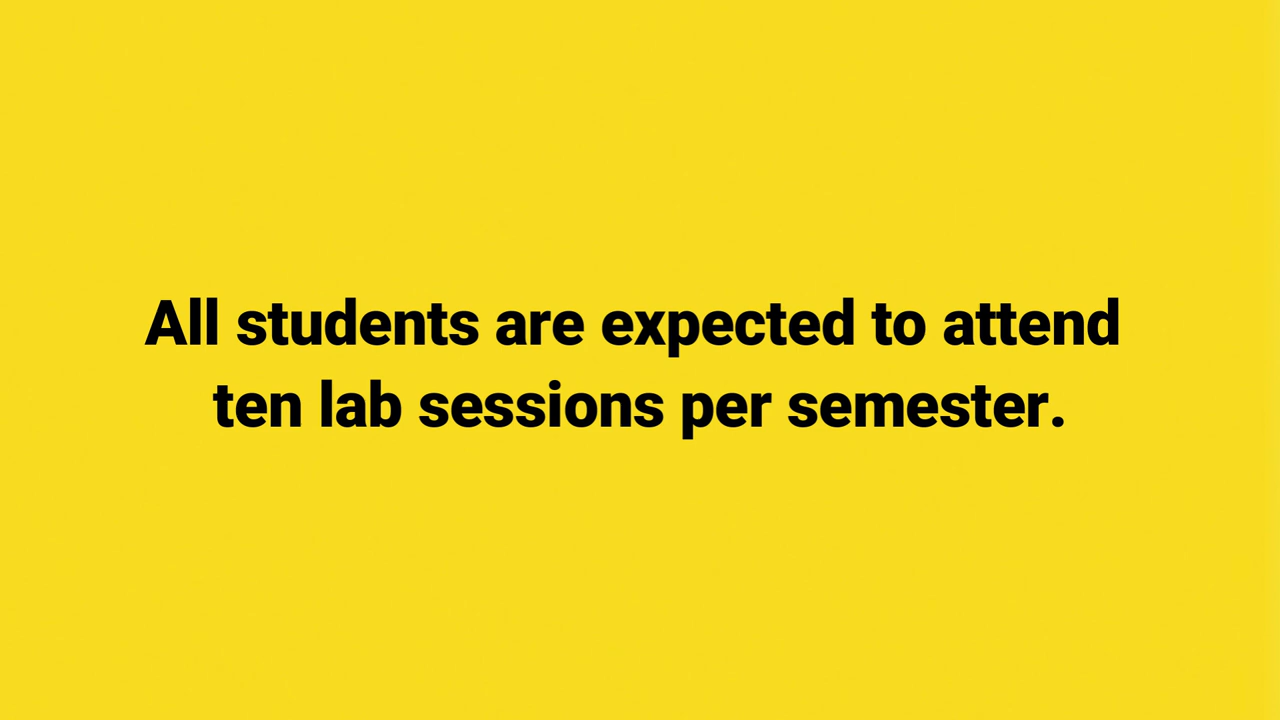 All students are expected to attend
ten lab sessions per semester.